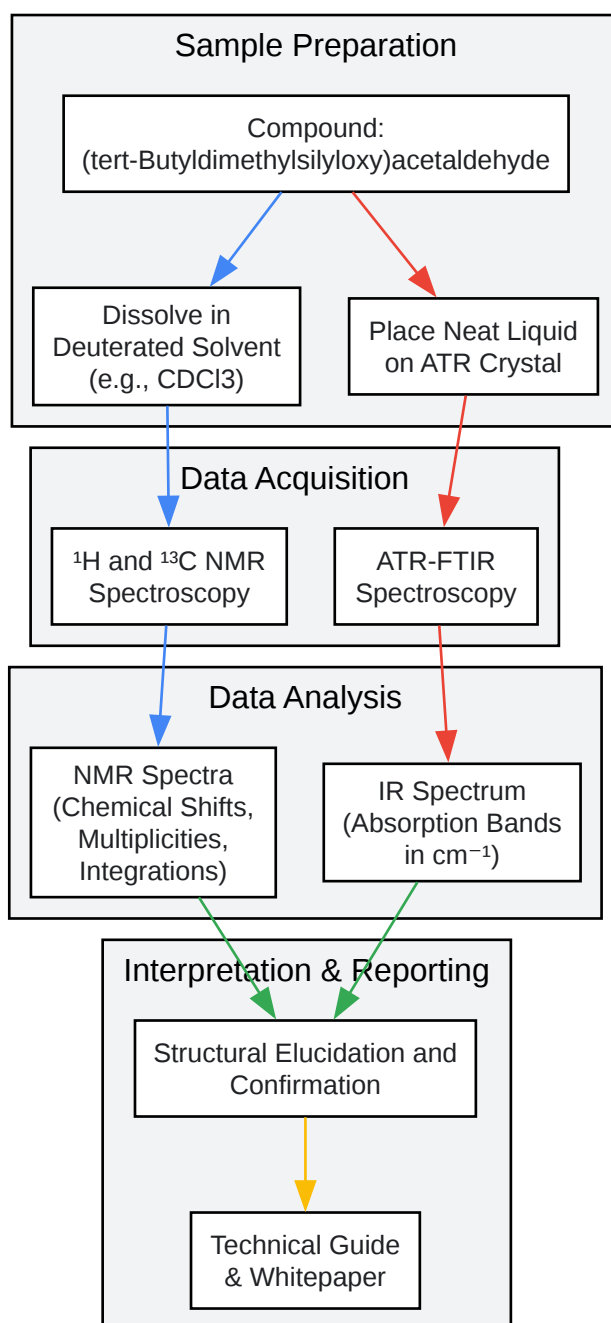 Sample Preparation
Compound:
(tert-Butyldimethylsilyloxy)acetaldehyde
Dissolve in
Deuterated Solvent
(e.g., CDCl3)
Place Neat Liquid
on ATR Crystal
Data Acquisition
¹H and ¹³C NMR
Spectroscopy
ATR-FTIR
Spectroscopy
Data Analysis
NMR Spectra
(Chemical Shifts,
Multiplicities,
Integrations)
IR Spectrum
(Absorption Bands
in cm⁻¹)
Interpretation & Reporting
Structural Elucidation and
Confirmation
Technical Guide
& Whitepaper